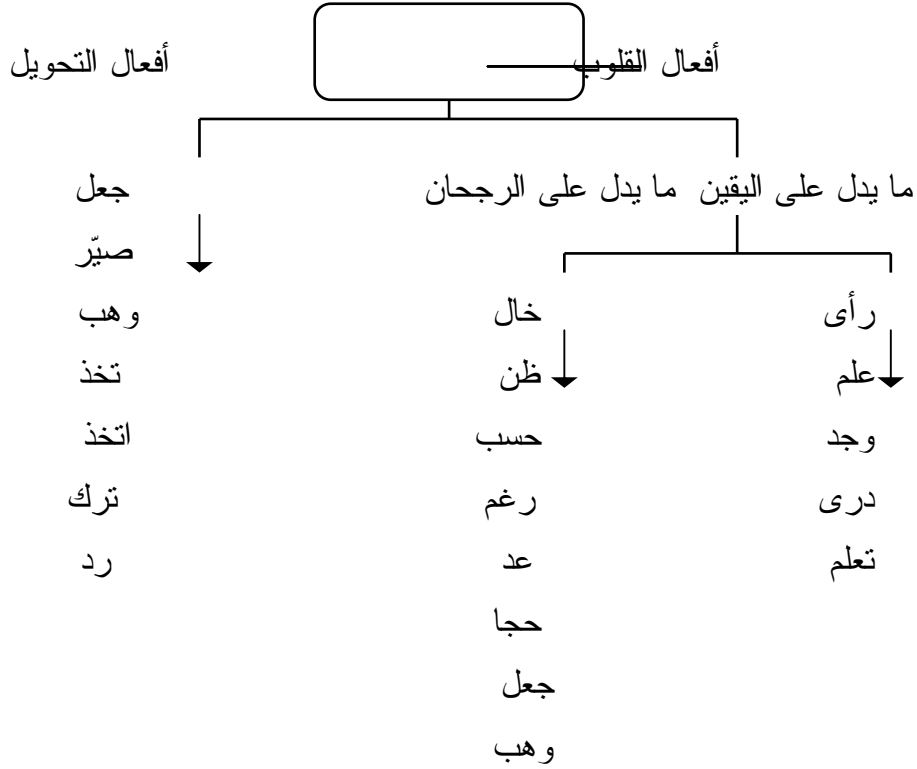 أفعال القلوب أفعال التحويل
ما يدل على اليقين ما يدل على الرجحان جعل
صيّر
رأى خال وهب
علم ظن تخذ
وجد حسب اتخذ
درى رغم ترك
تعلم عد رد
حجا
جعل
وهب